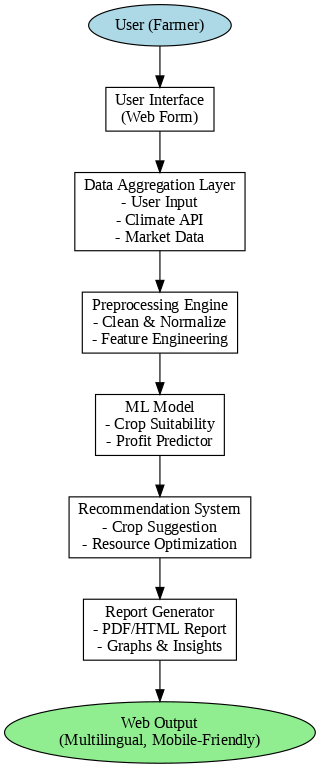 User (Farmer)
User Interface
(Web Form)
Data Aggregation Layer
- User Input
- Climate API
- Market Data
Preprocessing Engine
- Clean & Normalize
- Feature Engineering
ML Model
- Crop Suitability
- Profit Predictor
Recommendation System
- Crop Suggestion
- Resource Optimization
Report Generator
- PDF/HTML Report
- Graphs & Insights
Web Output
(Multilingual, Mobile-Friendly)